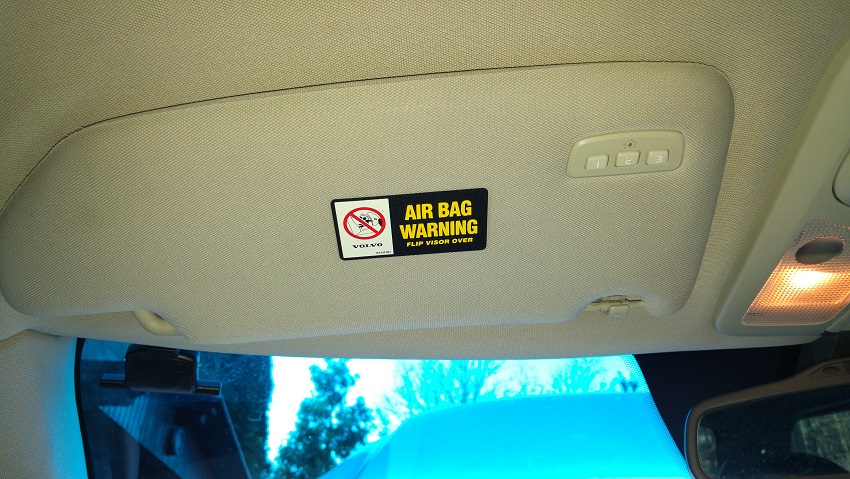 1 2 3
AIR BAG
WARNING
FLIP VISOR OVER
VOLVO